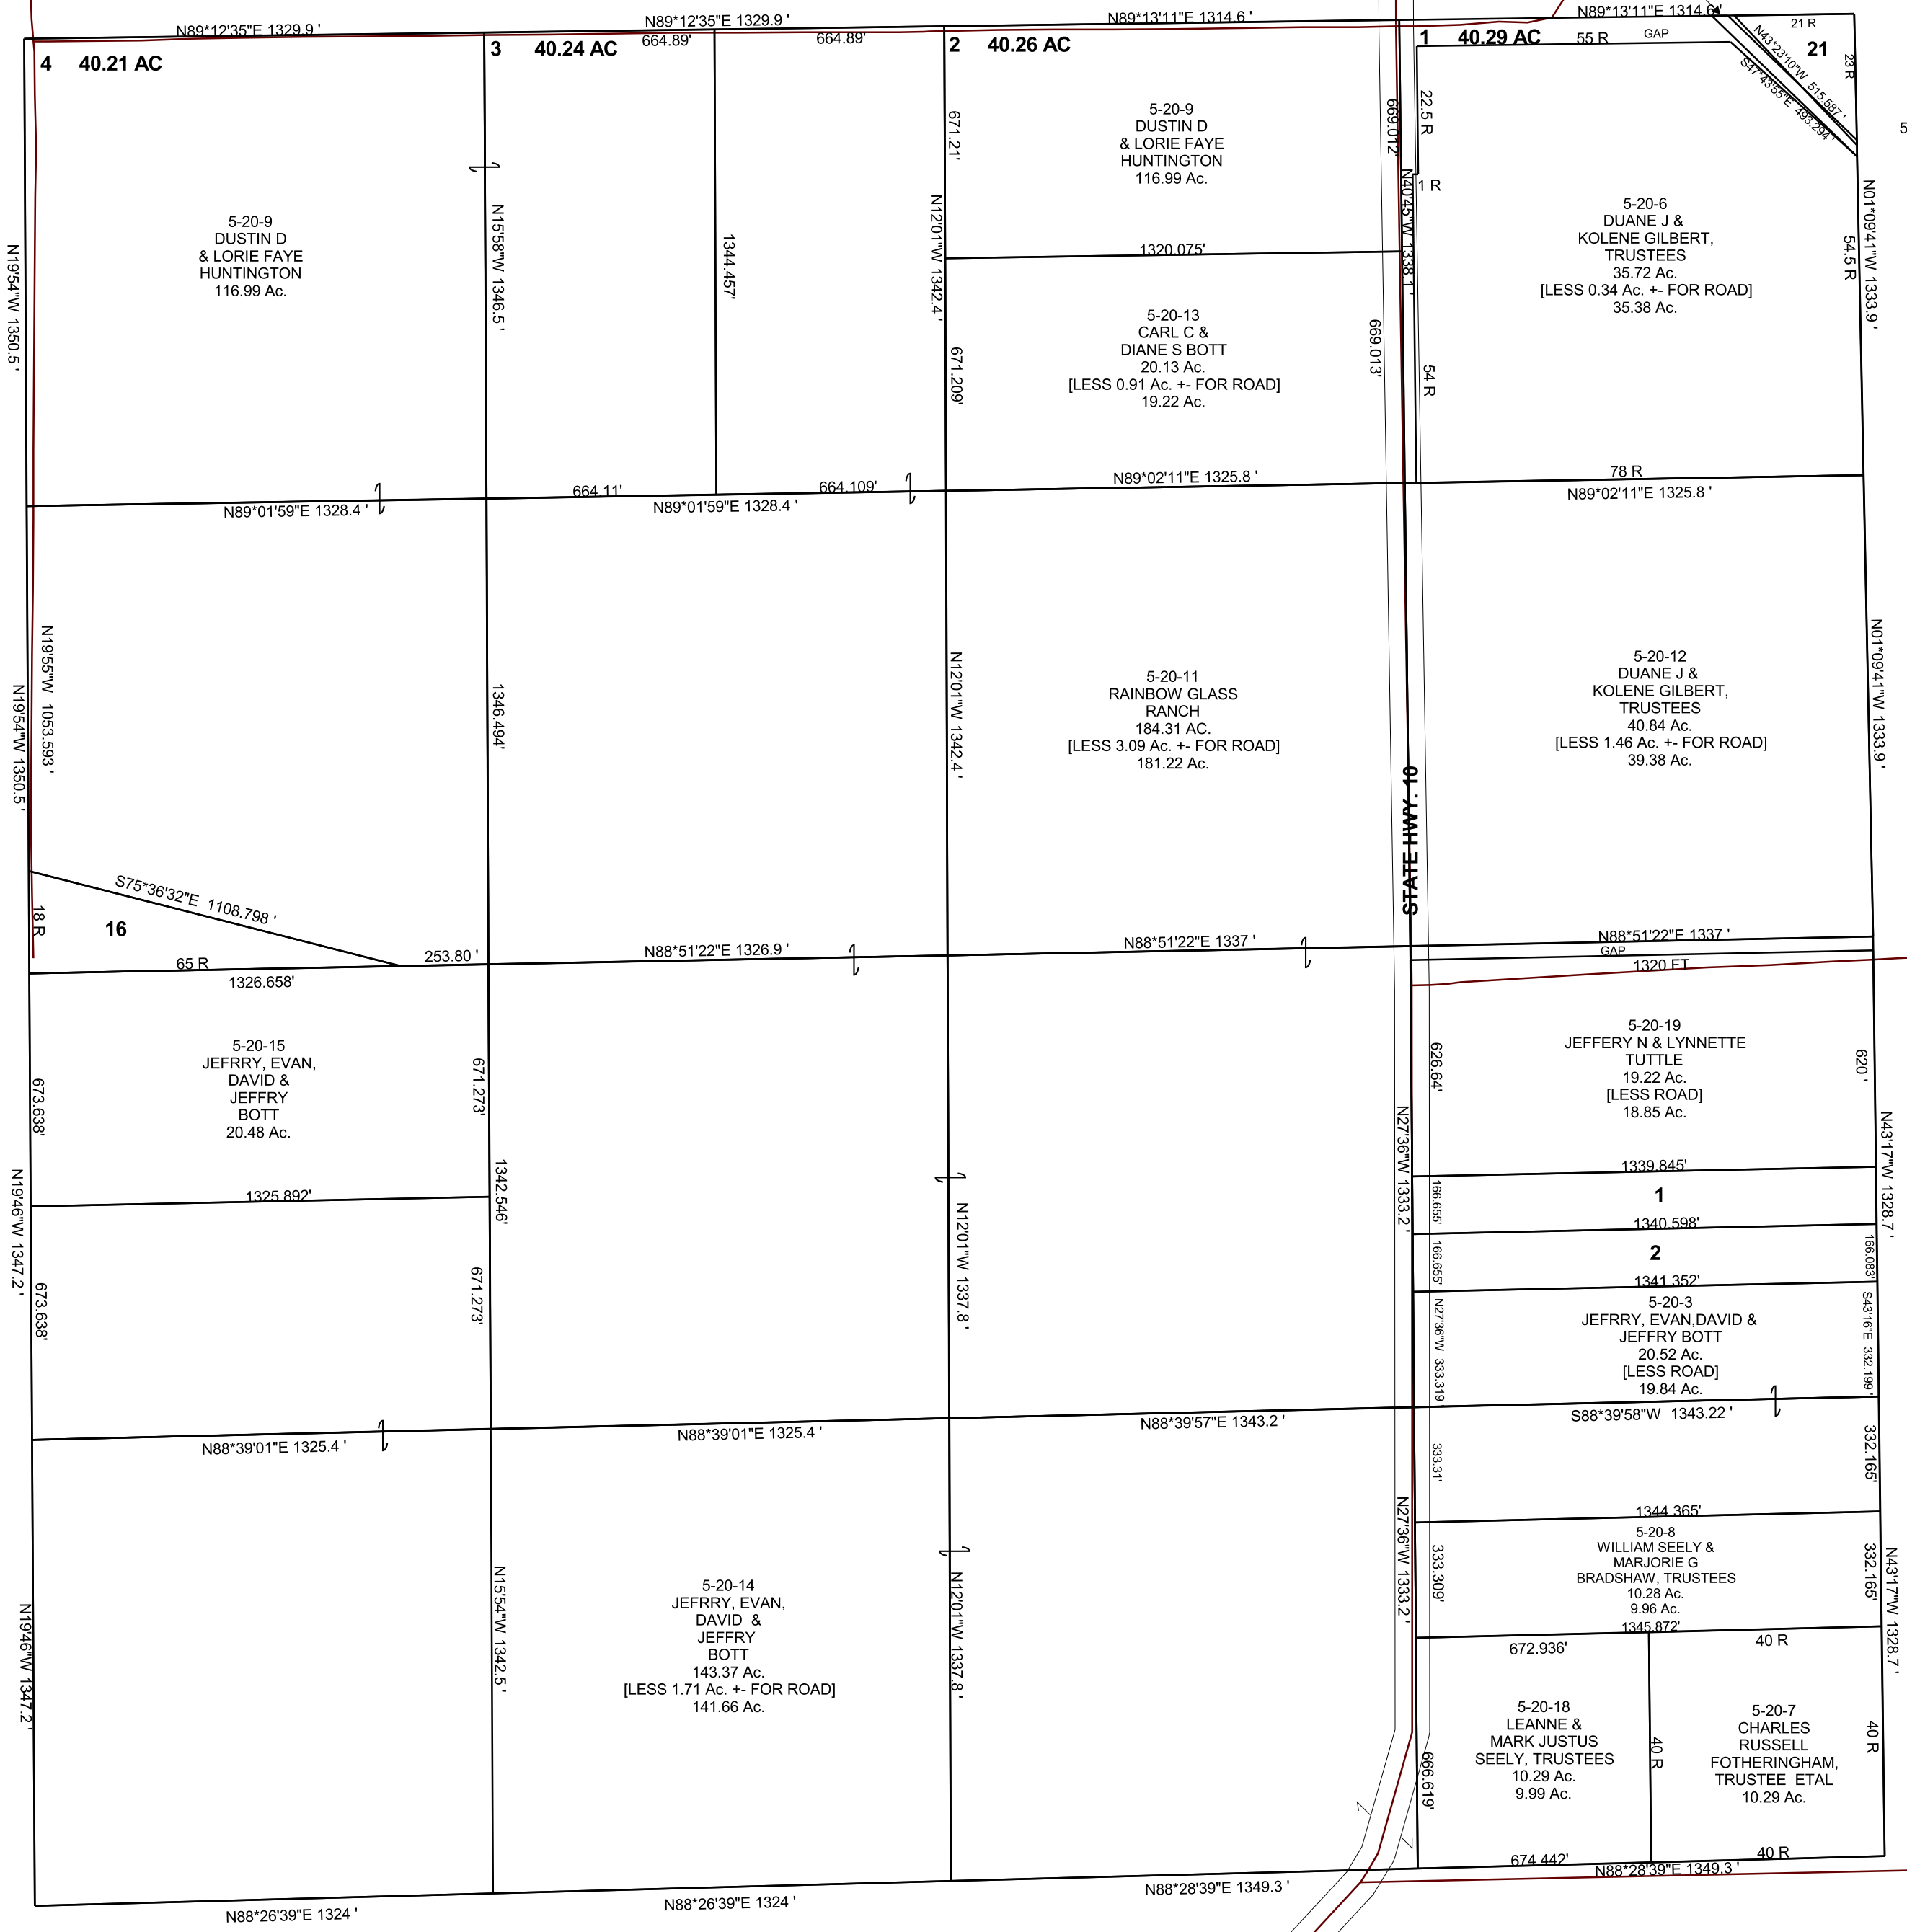 N89*12'35"E 1329.9 '
N89*12'35"E 1329.9 '
N89*13'11"E 1314.6 '
N89*13'11"E 1314.6 '
4 40.21 AC
3 40.24 AC
664.89'
664.89'
2 40.26 AC
1 40.29 AC
55 R
GAP
21 R
21
23 R
N43*23'10"W 515.587 '
S47*43'55"E 493.294 '
5
5-20-9
DUSTIN D
& LORIE FAYE
HUNTINGTON
116.99 Ac.
N19'54"W 1350.5 '
N15'58"W 1346.5 '
1344.457'
671.21'
N12'01"W 1342.4 '
671.209'
5-20-9
DUSTIN D
& LORIE FAYE
HUNTINGTON
116.99 Ac.
1320.075'
5-20-13
CARL C &
DIANE S BOTT
20.13 Ac.
[LESS 0.91 Ac. +- FOR ROAD]
19.22 Ac.
669.012'
N40'45"W 1338.1 '
669.013'
22.5 R
1 R
54 R
5-20-6
DUANE J &
KOLENE GILBERT,
TRUSTEES
35.72 Ac.
[LESS 0.34 Ac. +- FOR ROAD]
35.38 Ac.
54.5 R
N01*09'41"W 1333.9 '
78 R
N89*01'59"E 1328.4 '
664.11'
664.109'
N89*01'59"E 1328.4 '
N89*02'11"E 1325.8 '
N89*02'11"E 1325.8 '
N19'55"W 1053.593 '
N19'54"W 1350.5 '
1346.494'
N12'01"W 1342.4 '
5-20-11
RAINBOW GLASS
RANCH
184.31 AC.
[LESS 3.09 Ac. +- FOR ROAD]
181.22 Ac.
STATE HWY. 10
5-20-12
DUANE J &
KOLENE GILBERT,
TRUSTEES
40.84 Ac.
[LESS 1.46 Ac. +- FOR ROAD]
39.38 Ac.
N01*09'41"W 1333.9 '
S75*36'32"E 1108.798 '
18 R
16
65 R
253.80 '
1326.658'
N88*51'22"E 1326.9 '
N88*51'22"E 1337 '
N88*51'22"E 1337 '
GAP
1320 FT
5-20-15
JEFRRY, EVAN,
DAVID &
JEFFRY
BOTT
20.48 Ac.
673.638'
671.273'
1342.546'
N19'46"W 1347.2 '
1325.892'
673.638'
671.273'
N12'01"W 1337.8 '
N27'36"W 1333.2 '
626.64'
5-20-19
JEFFERY N & LYNNETTE
TUTTLE
19.22 Ac.
[LESS ROAD]
18.85 Ac.
620 '
N43'17"W 1328.7 '
1339.845'
166.655'
1
1340.598'
166.655'
2
166.083'
1341.352'
N27'36"W 333.319
5-20-3
JEFRRY, EVAN,DAVID &
JEFFRY BOTT
20.52 Ac.
[LESS ROAD]
19.84 Ac.
S43'16"E 332.199 '
N88*39'01"E 1325.4 '
N88*39'01"E 1325.4 '
N88*39'57"E 1343.2 '
S88*39'58"W 1343.22 '
333.31'
332.165'
1344.365'
N19'46"W 1347.2 '
N15'54"W 1342.5 '
5-20-14
JEFRRY, EVAN,
DAVID &
JEFFRY
BOTT
143.37 Ac.
[LESS 1.71 Ac. +- FOR ROAD]
141.66 Ac.
N12'01"W 1337.8 '
N27'36"W 1333.2 '
333.309'
5-20-8
WILLIAM SEELY &
MARJORIE G
BRADSHAW, TRUSTEES
10.28 Ac.
9.96 Ac.
1345.872'
332.165'
N43'17"W 1328.7 '
672.936'
40 R
5-20-18
LEANNE &
MARK JUSTUS
SEELY, TRUSTEES
10.29 Ac.
9.99 Ac.
40 R
5-20-7
CHARLES
RUSSELL
FOTHERINGHAM,
TRUSTEE ETAL
10.29 Ac.
40 R
666.619'
674.442'
40 R
N88*26'39"E 1324 '
N88*26'39"E 1324 '
N88*28'39"E 1349.3 '
N88*28'39"E 1349.3 '